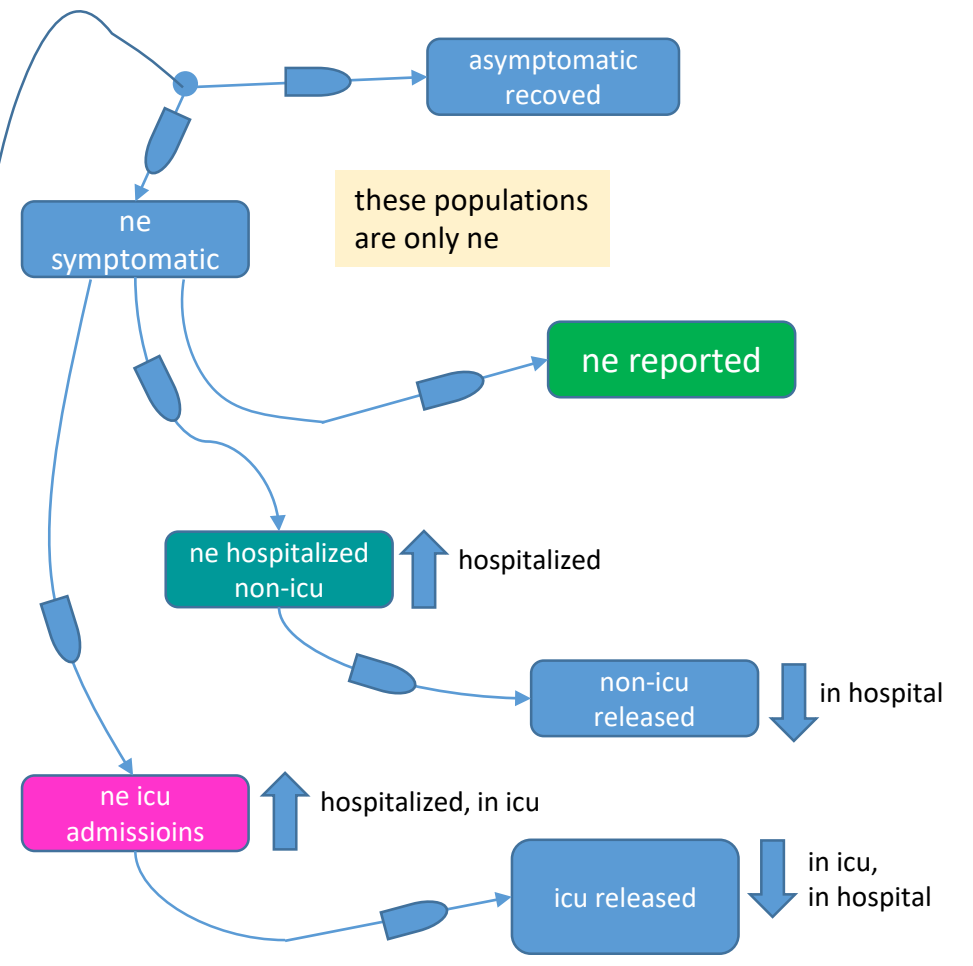 asymptomatic
recoved
these populations
are only ne
ne
symptomatic
ne reported
ne hospitalized
non-icu
hospitalized
non-icu
released
in hospital
ne icu
admissioins
hospitalized, in icu
icu released
in icu,
in hospital